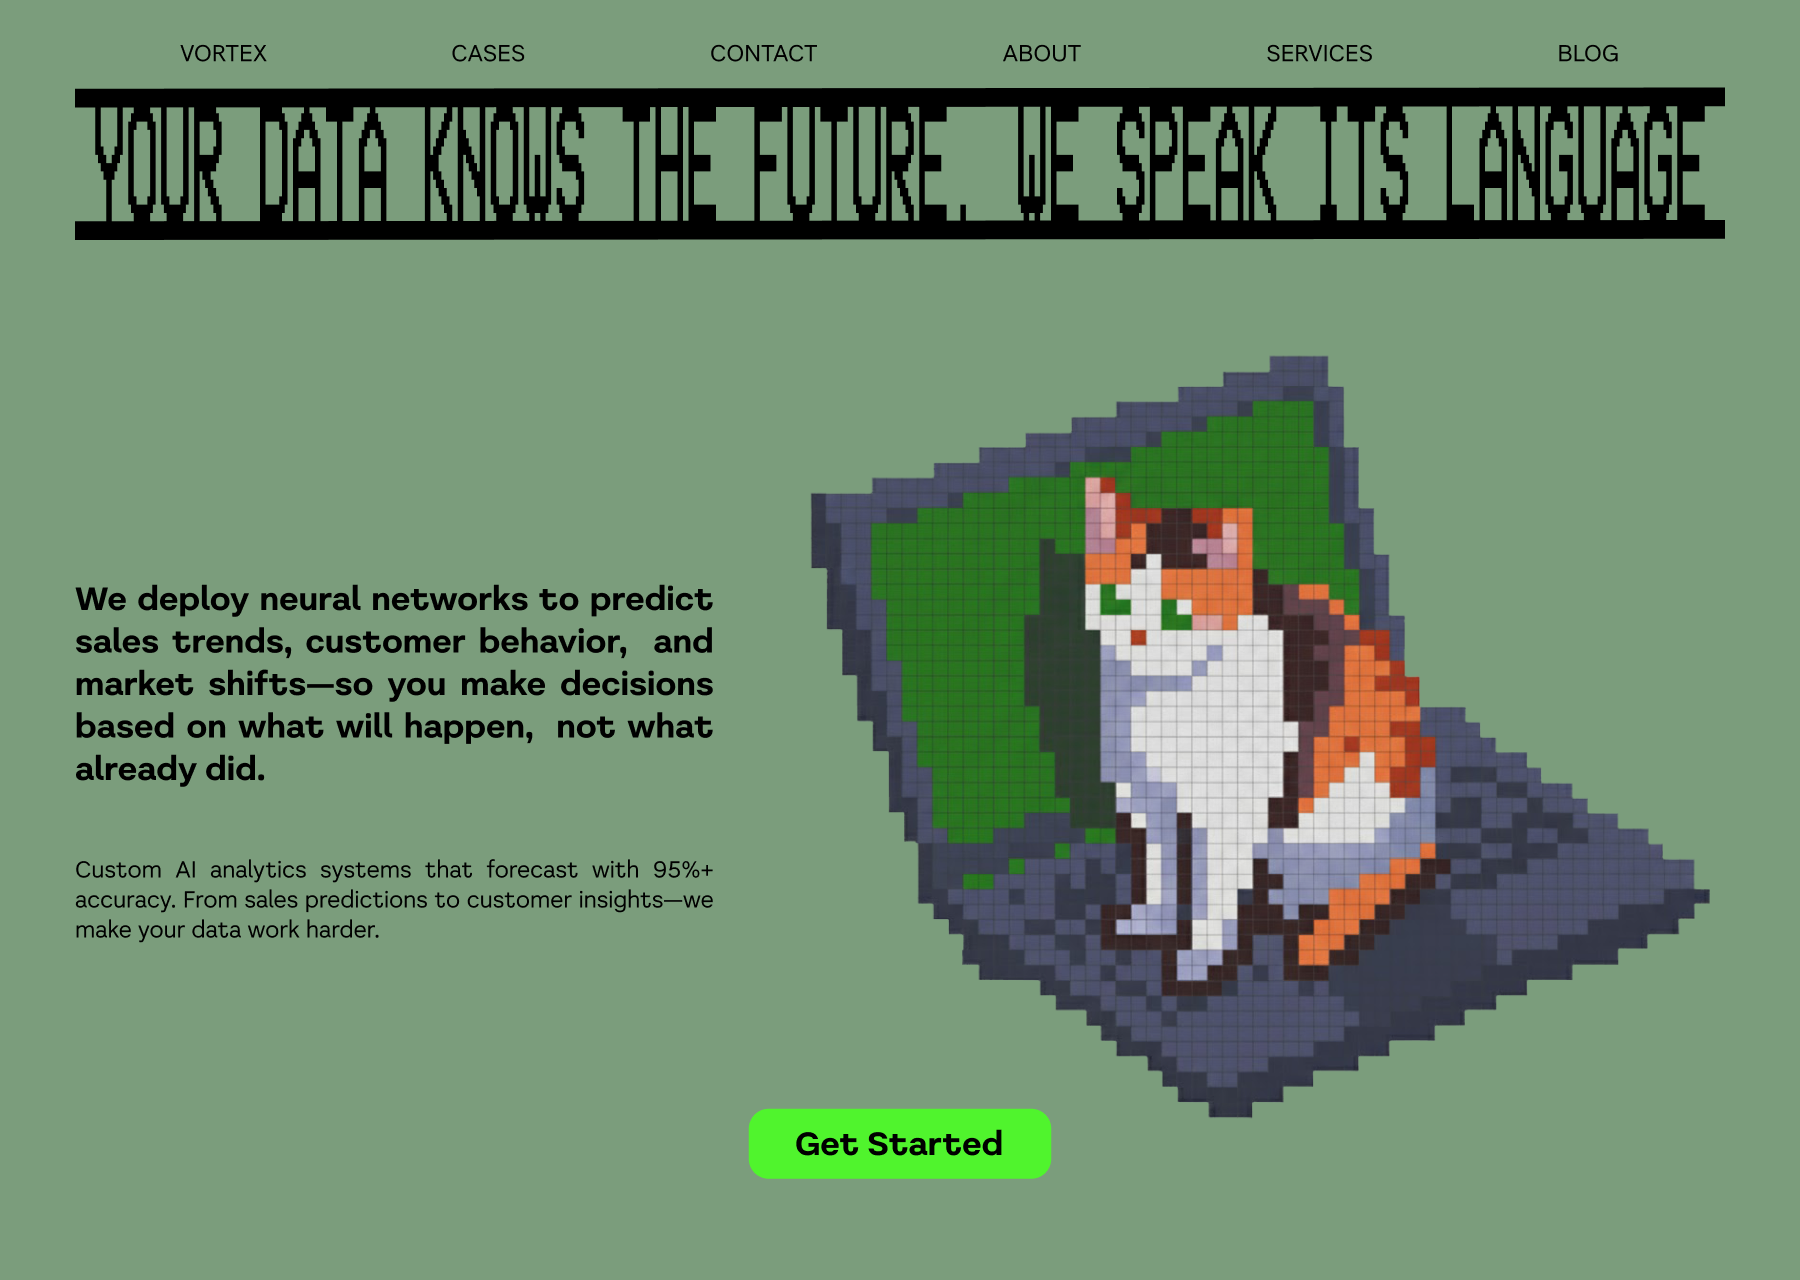 VORTEX CASES CONTACT ABOUT SERVICES BLOG
YOUR DATA KNOWS THE FUTURE. WE SPEAK ITS LANGUAGE
We deploy neural networks to predict
sales trends, customer behavior, and
market shifts—so you make decisions
based on what will happen, not what
already did.
Custom AI analytics systems that forecast with 95%+
accuracy. From sales predictions to customer insights—we
make your data work harder.
Get Started